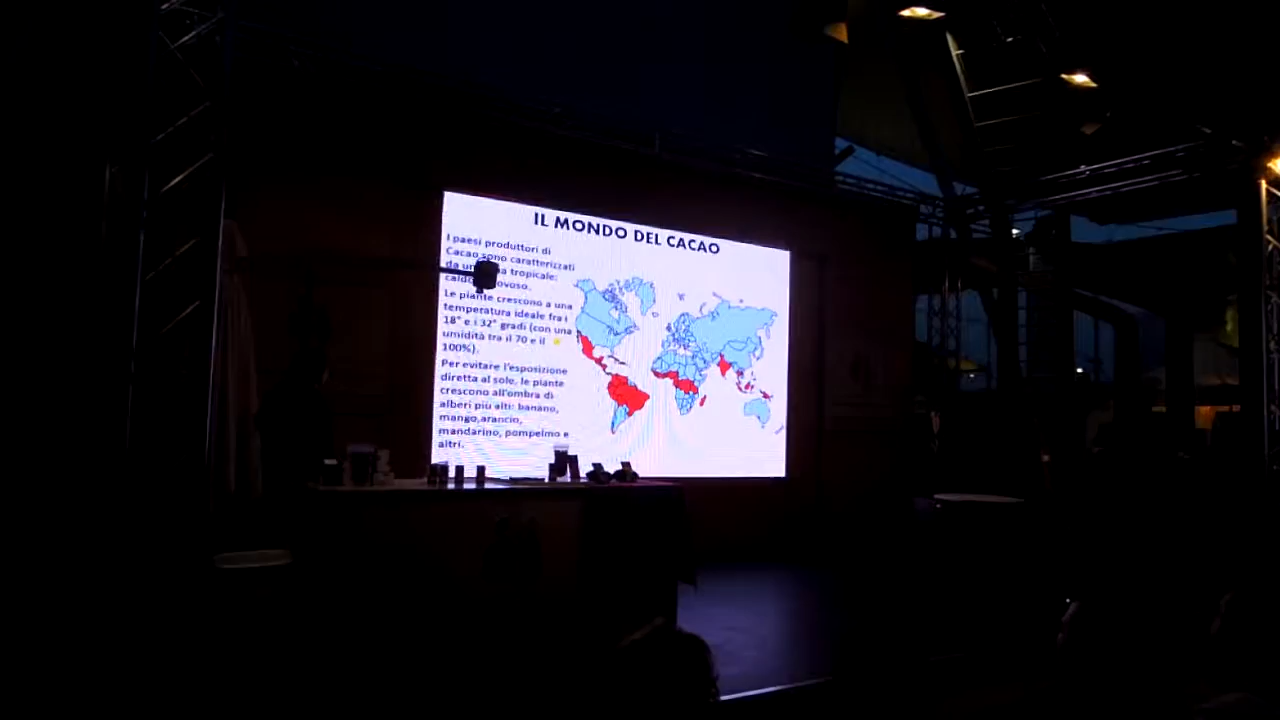 IL MONDO DEL CACAO
I paesi produttori di
Cacao sono caratterizzati
da un tropicale:
Le piante crescono a una
temperatura ideale fra i
18° e i 32° gradi (con una
umidità tra il 70 e il
100%).
Per evitare l'esposizione
diretta al sole, le piante
crescono all'ombra di
alberi più alti: banano,
mango,arancio,
mandarino, pompelmo e
altri.